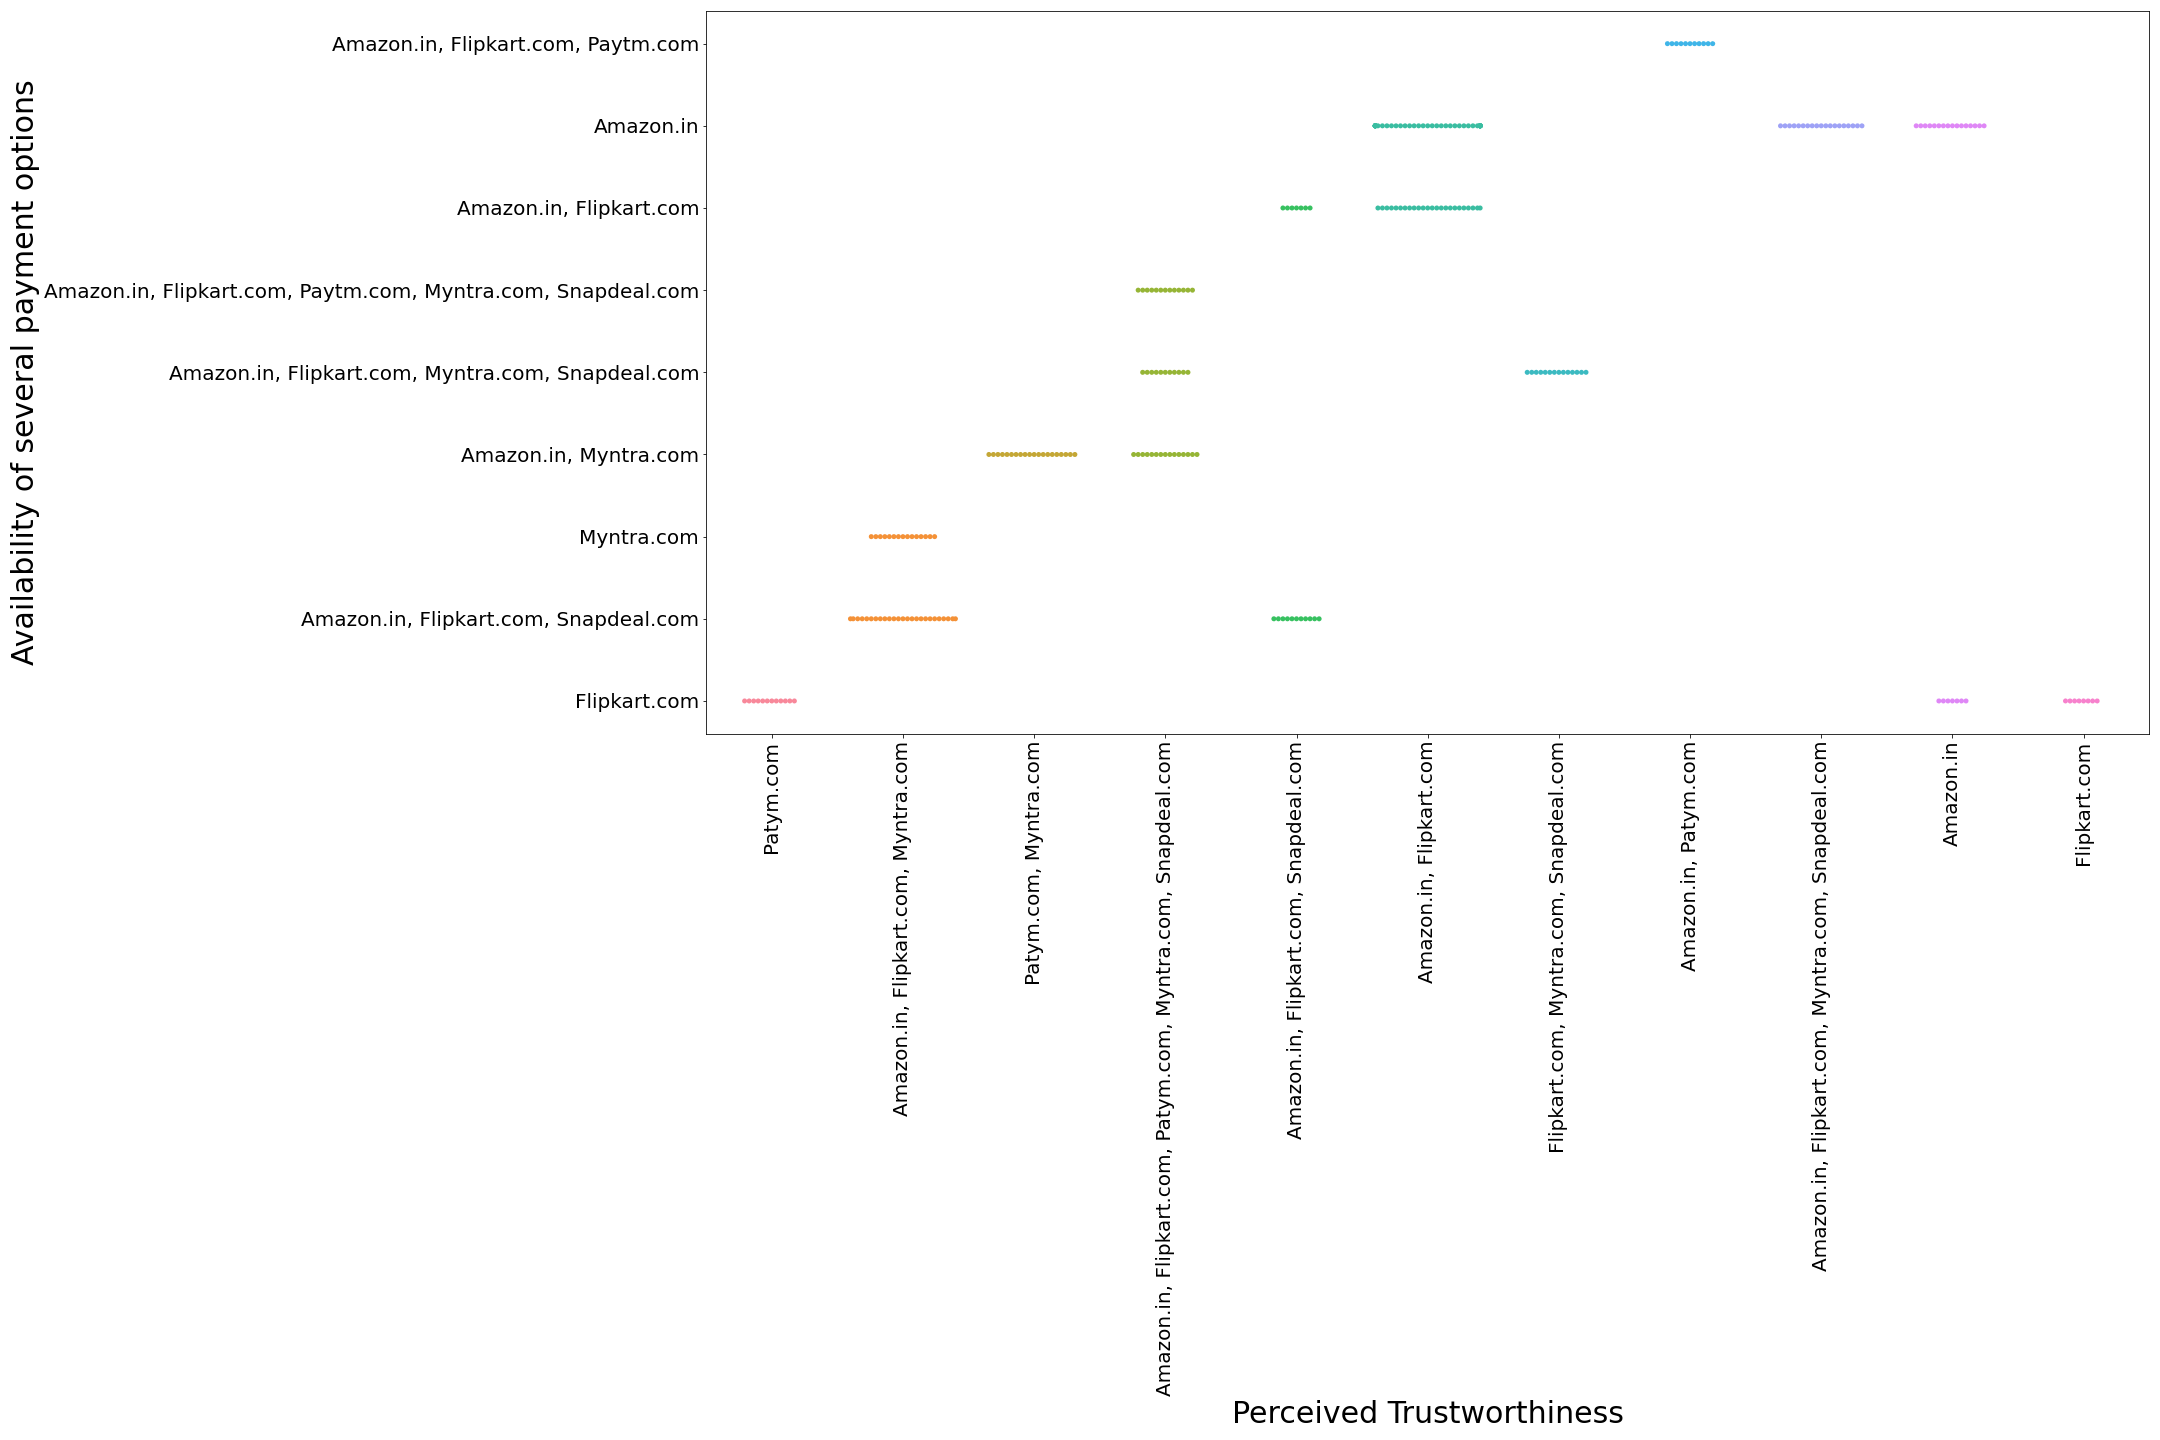 Availability of several payment options
Amazon.in, Flipkart.com, Paytm.com
Amazon.in
Amazon.in, Flipkart.com
Amazon.in, Flipkart.com, Paytm.com, Myntra.com, Snapdeal.com
Amazon.in, Flipkart.com, Myntra.com, Snapdeal.com
Amazon.in, Myntra.com
Myntra.com
Amazon.in, Flipkart.com, Snapdeal.com
Flipkart.com
Patym.com
Amazon.in, Flipkart.com, Myntra.com
Patym.com, Myntra.com
Amazon.in, Flipkart.com, Patym.com, Myntra.com, Snapdeal.com
Amazon.in, Flipkart.com, Snapdeal.com
Amazon.in, Flipkart.com
Flipkart.com, Myntra.com, Snapdeal.com
Amazon.in, Patym.com
Amazon.in, Flipkart.com, Myntra.com, Snapdeal.com
Amazon.in
Flipkart.com
Perceived Trustworthiness